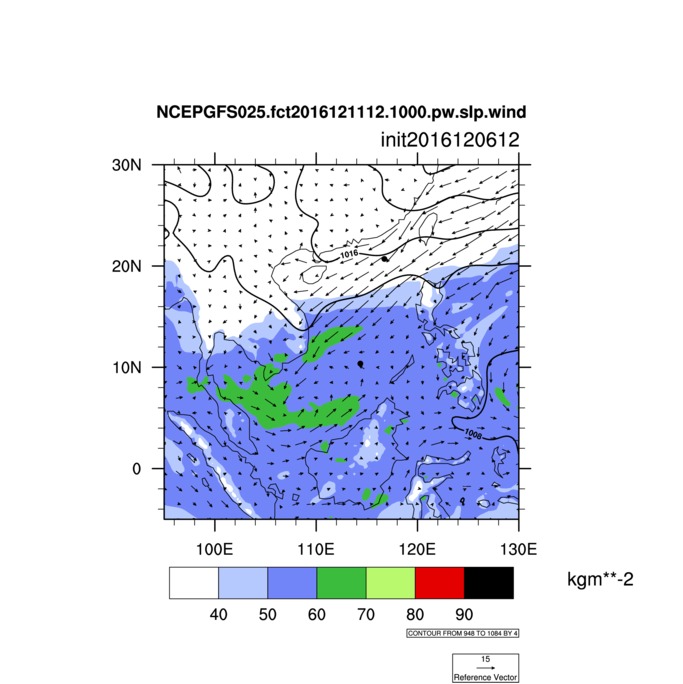 NCEPGFS025.fct2016121112.1000.pw.slp.wind
init2016120612
30N
20N
10N
0
1016
1008
100E 110E 120E 130E
kgm**-2
40 50 60 70 80 90
CONTOUR FROM 948 TO 1084 BY 4
15
Reference Vector